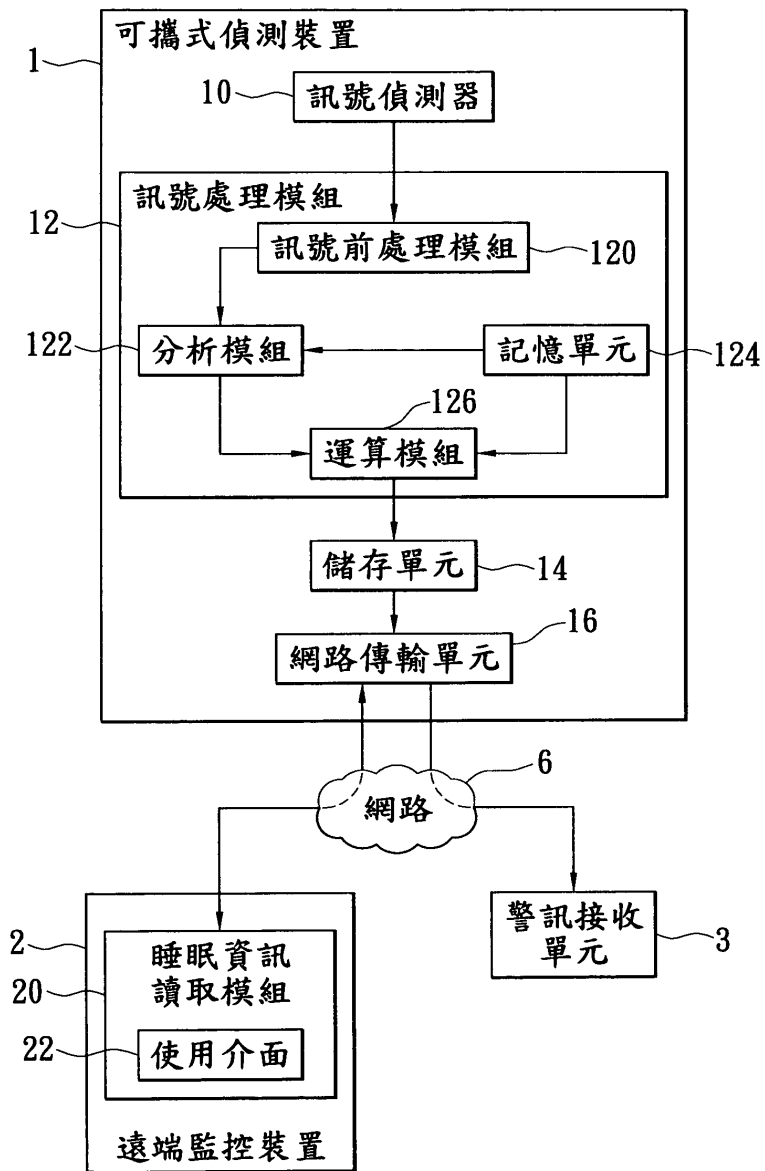 可攜式偵測裝置
1
10
訊號偵測器
訊號處理模組
12
訊號前處理模組
120
122
分析模組
記憶單元
124
126
運算模組
儲存單元
14
16
網路傳輸單元
6
網路
警訊接收
單元
3
2
睡眠資訊
讀取模組
20
22
使用介面
遠端監控裝置